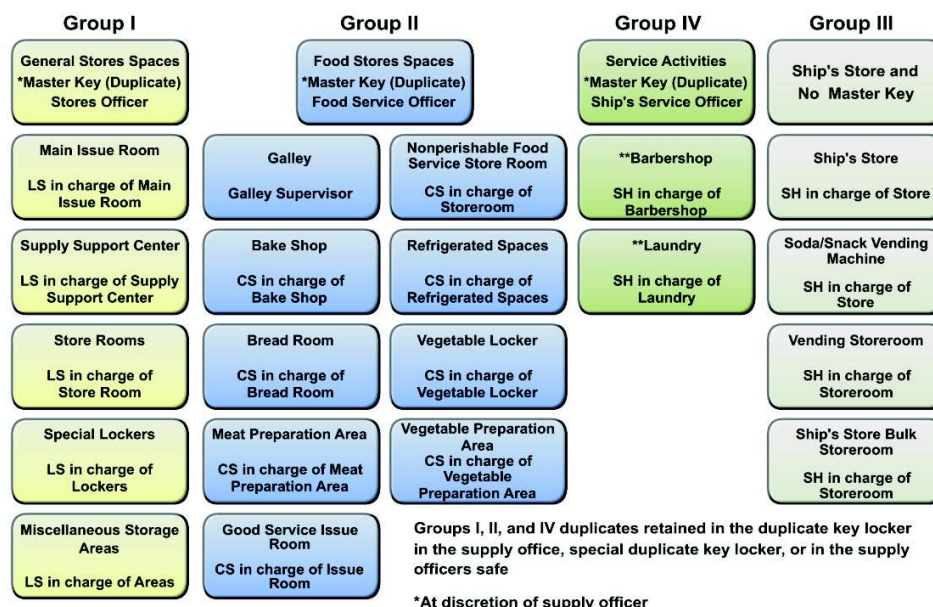 Group I
Group II
Group IV
Group III
General Stores Spaces
*Master Key (Duplicate)
Stores Officer
Food Stores Spaces
*Master Key (Duplicate)
Food Service Officer
Service Activities
*Master Key (Duplicate)
Ship's Service Officer
Ship's Store and
No Master Key
Main Issue Room
LS in charge of Main
Issue Room
Galley
Galley Supervisor
Nonperishable Food
Service Store Room
CS in charge of
Storeroom
**Barbershop
SH in charge of
Barbershop
Ship's Store
SH in charge of Store
Supply Support Center
LS in charge of Supply
Support Center
Bake Shop
CS in charge of
Bake Shop
Refrigerated Spaces
CS in charge of
Refrigerated Spaces
**Laundry
SH in charge of
Laundry
Soda/Snack Vending
Machine
SH in charge of
Store
Store Rooms
LS in charge of
Store Room
Bread Room
CS in charge of
Bread Room
Vegetable Locker
CS in charge of
Vegetable Locker
Vending Storeroom
SH in charge of
Storeroom
Special Lockers
LS in charge of
Lockers
Meat Preparation Area
CS in charge of Meat
Preparation Area
Vegetable Preparation
Area
CS in charge of
Vegetable
Preparation Area
Ship's Store Bulk
Storeroom
SH in charge of
Storeroom
Miscellaneous Storage
Areas
LS in charge of Areas
Good Service Issue
Room
CS in charge of Issue
Room
Groups I, II, and IV duplicates retained in the duplicate key locker
in the supply office, special duplicate key locker, or in the supply
officers safe
*At discretion of supply officer